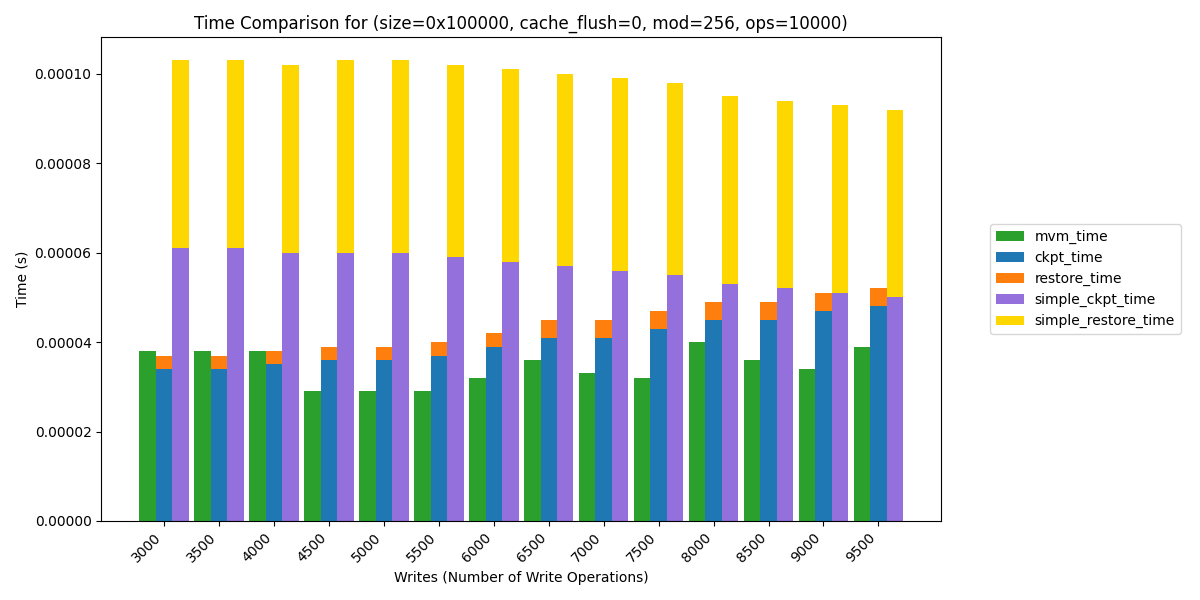 Time Comparison for (size=0x100000, cache_flush=0, mod=256, ops=10000)
Time (s)
0.00010
0.00008
0.00006
0.00004
0.00002
0.00000
3000 3500 4000 4500 5000 5500 6000 6500 7000 7500 8000 8500 9000 9500
Writes (Number of Write Operations)
mvm_time
ckpt_time
restore_time
simple_ckpt_time
simple_restore_time